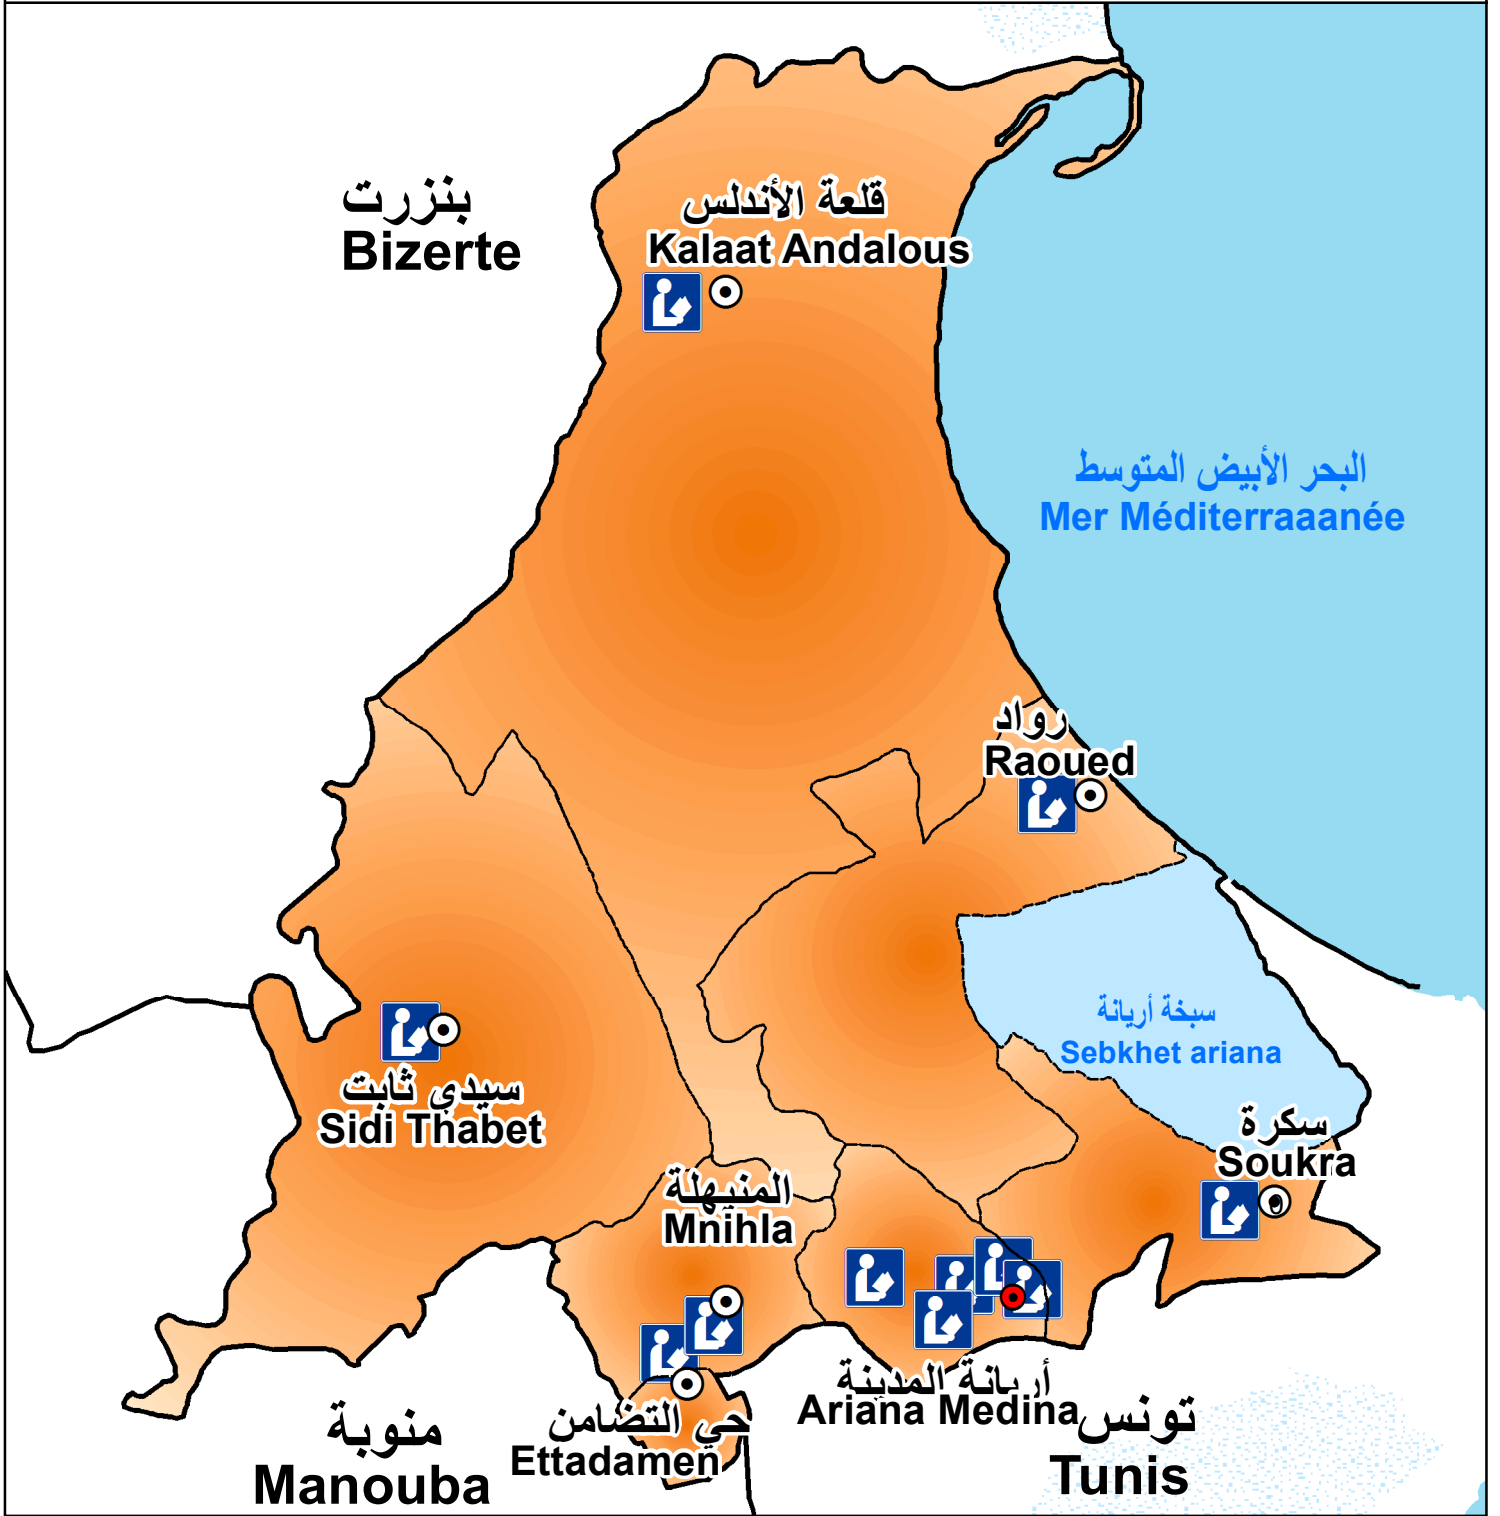 بنزرت
Bizerte
قلعة الأندلس
Kalaat Andalous
البحر الأبيض المتوسط
Mer Méditerraaanée
رواد
Raoued
سبخة أريانة
Sebkhet ariana
سيدي ثابت
Sidi Thabet
سكرة
Soukra
المنيهلة
Mnihla
أريانة المدينة
Ariana Medina
حي التضامن
Ettadamen
منوبة
Manouba
تونس
Tunis